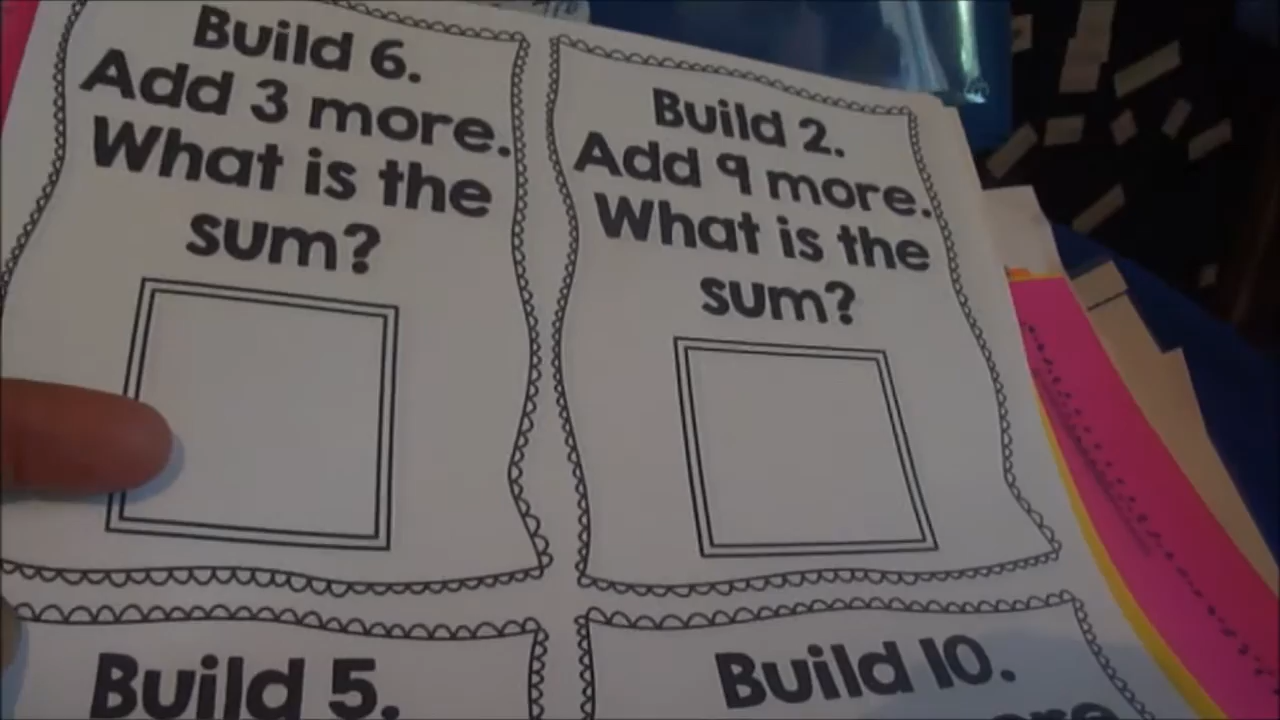 Build 6.
Add 3 more.
What is the
sum?
Build 2.
Add 9 more.
What is the
sum?
Build 5.
Build 10.